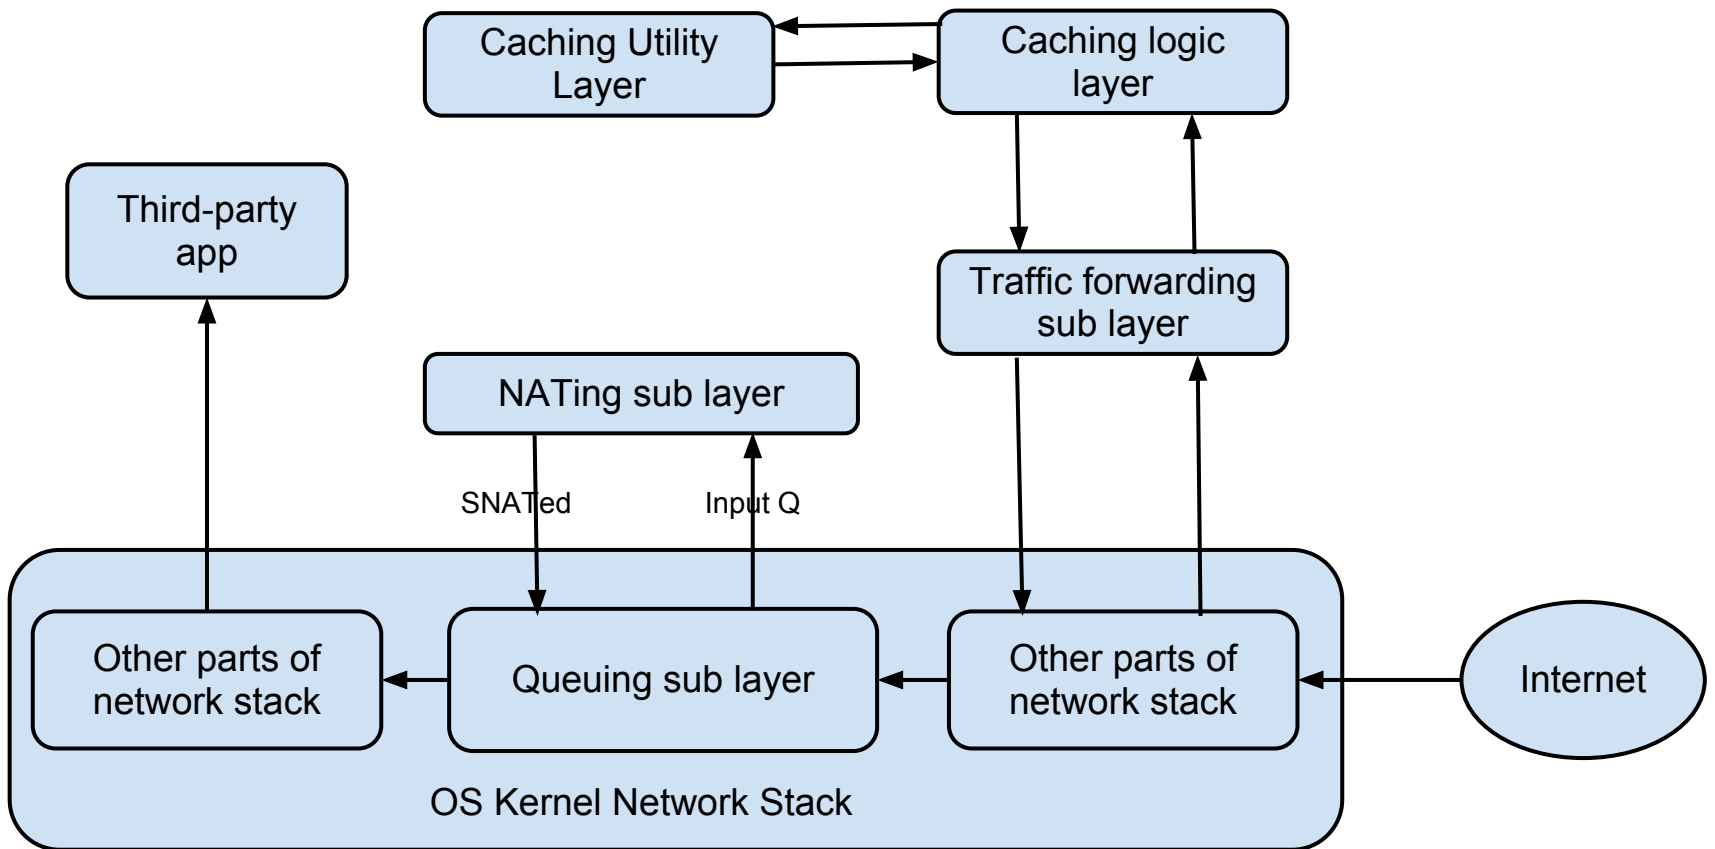 Caching Utility
Layer
Caching logic
layer
Third-party
app
Traffic forwarding
sub layer
NATing sub layer
SNATed
Input Q
Other parts of
network stack
Queuing sub layer
Other parts of
network stack
Internet
OS Kernel Network Stack